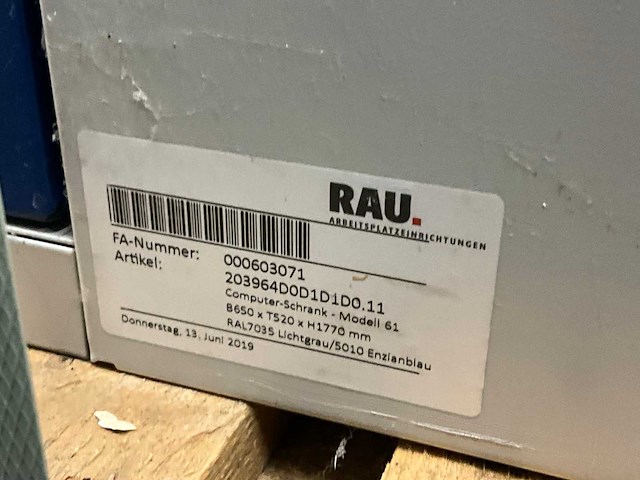 RAU.
ARBEITSPLATZEINRICHTUNGEN
FA-Nummer: 000603071
Artikel: 203964D0D1D1D0.11
Computer-Schrank - Modell 61
B650 x T520 x H1770 mm
RAL7035 Lichtgrau/5010 Enzianblau
Donnerstag, 13. Juni 2019